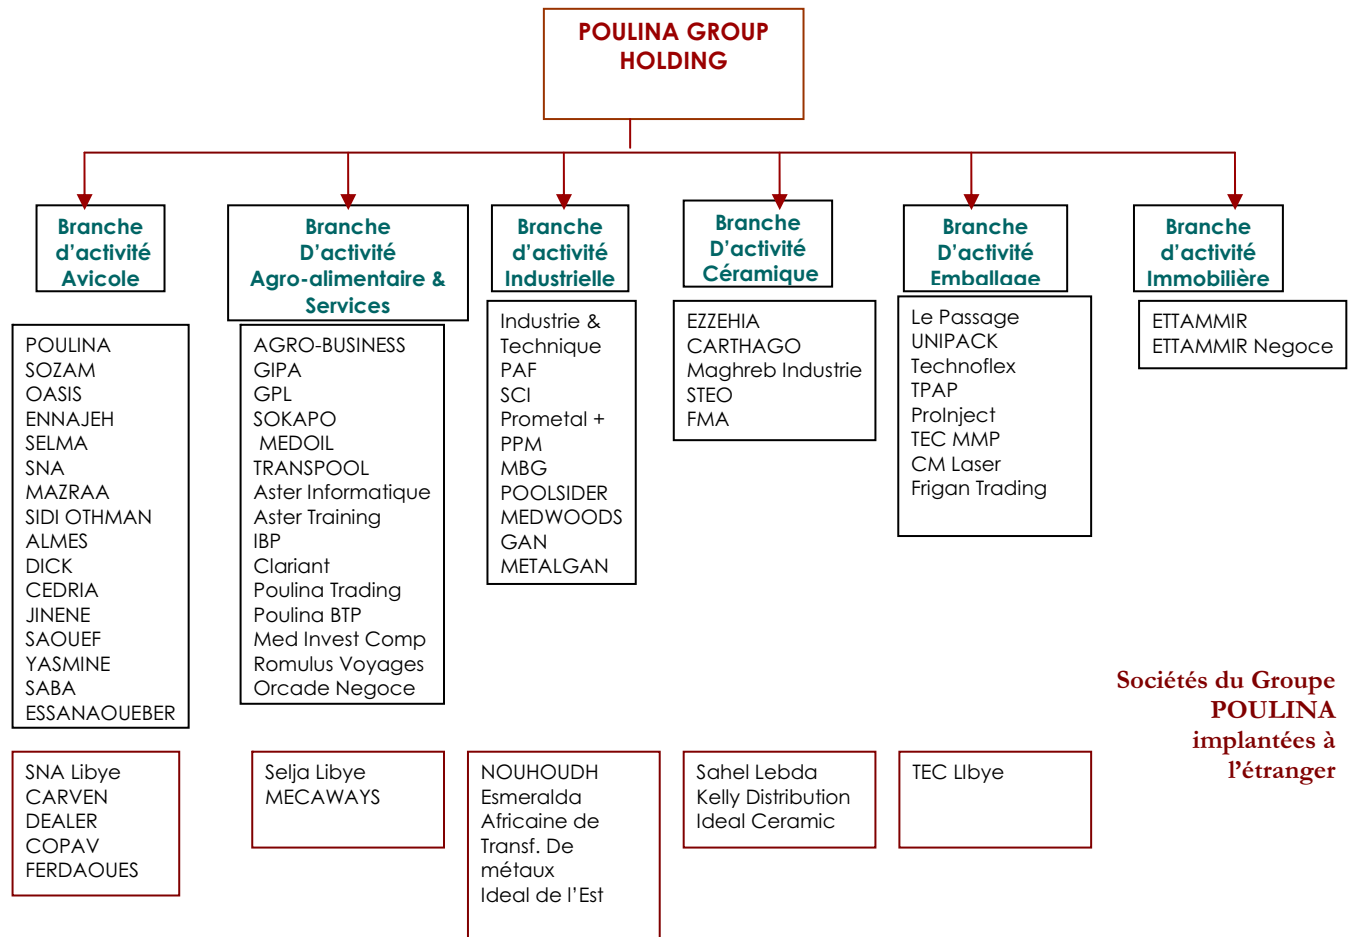 POULINA GROUP
HOLDING
Branche
d'activité
Avicole
Branche
D'activité
Agro-alimentaire &
Services
Branche
d'activité
Industrielle
Branche
D'activité
Céramique
Branche
D'activité
Emballage
Branche
d'activité
Immobilière
POULINA
SOZAM
OASIS
ENNAJEH
SELMA
SNA
MAZRAA
SIDI OTHMAN
ALMES
DICK
CEDRIA
JINENE
SAOUEF
YASMINE
SABA
ESSANAOUEBER
AGRO-BUSINESS
GIPA
GPL
SOKAPO
MEDOIL
TRANSPOOL
Aster Informatique
Aster Training
IBP
Clariant
Poulina Trading
Poulina BTP
Med Invest Comp
Romulus Voyages
Orcade Negoce
Industrie &
Technique
PAF
SCI
Prometal +
PPM
MBG
POOLSIDER
MEDWOODS
GAN
METALGAN
EZZEHIA
CARTHAGO
Maghreb Industrie
STEO
FMA
Le Passage
UNIPACK
Technoflex
TPAP
ProInject
TEC MMP
CM Laser
Frigan Trading
ETTAMMIR
ETTAMMIR Negoce
Sociétés du Groupe
POULINA
implantées à
l'étranger
SNA Libye
CARVEN
DEALER
COPAV
FERDAOUES
Selja Libye
MECAWAYS
NOUHOUDH
Esmeralda
Africaine de
Transf. De
métaux
Ideal de l'Est
Sahel Lebda
Kelly Distribution
Ideal Ceramic
TEC LIbye